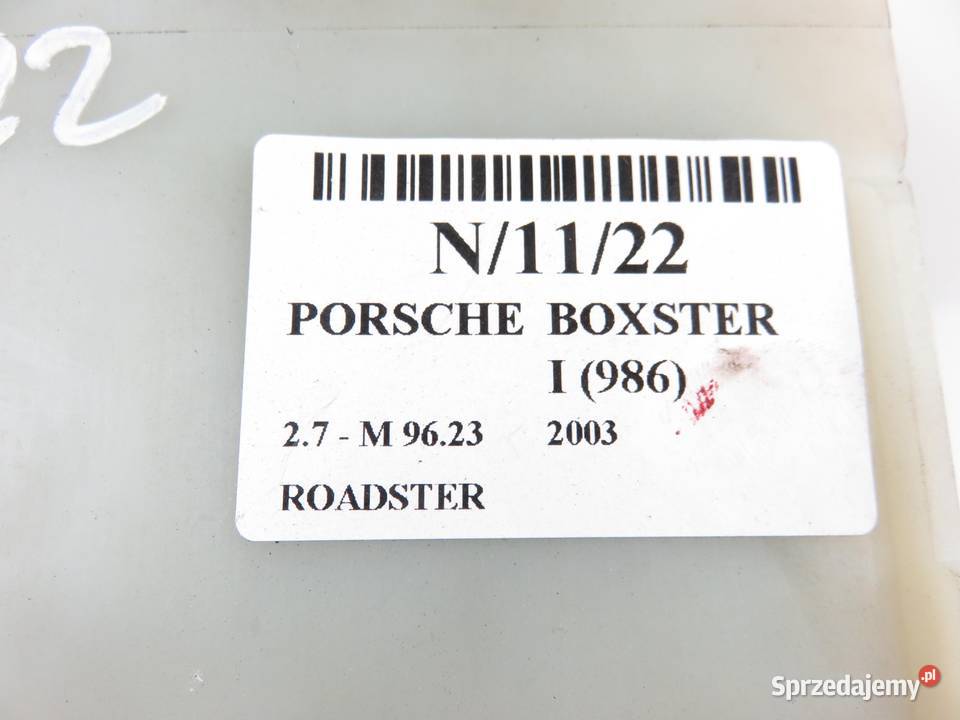 22
N/11/22
PORSCHE BOXSTER
I (986)
2.7 - M 96.23 2003
ROADSTER
Sprzedajemy.pl